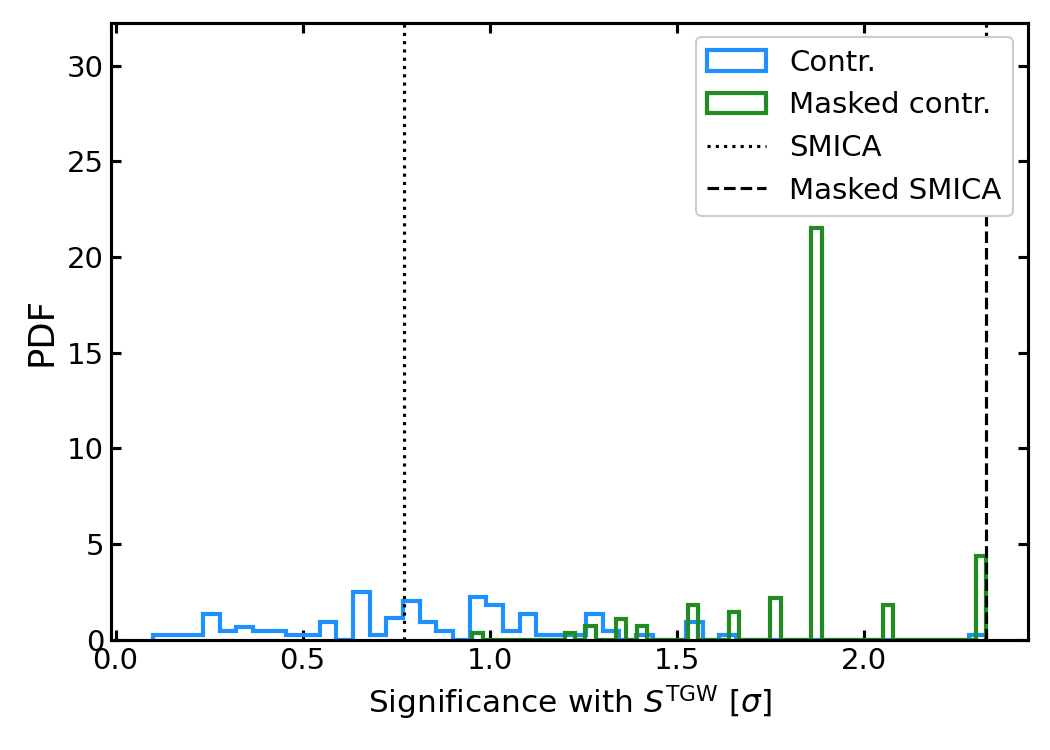 30
25
20
15
10
5
0
PDF
0.0 0.5 1.0 1.5 2.0
Significance with S^TGW [σ]
Contr.
Masked contr.
SMICA
Masked SMICA